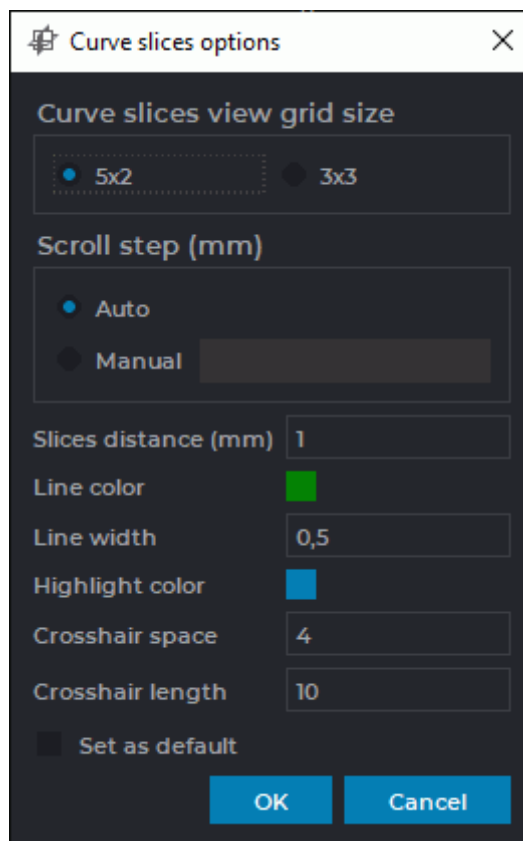 Curve slices options
Curve slices view grid size
5x2 3x3
Scroll step (mm)
Auto
Manual
Slices distance (mm) 1
Line color
Line width 0,5
Highlight color
Crosshair space 4
Crosshair length 10
Set as default
OK Cancel